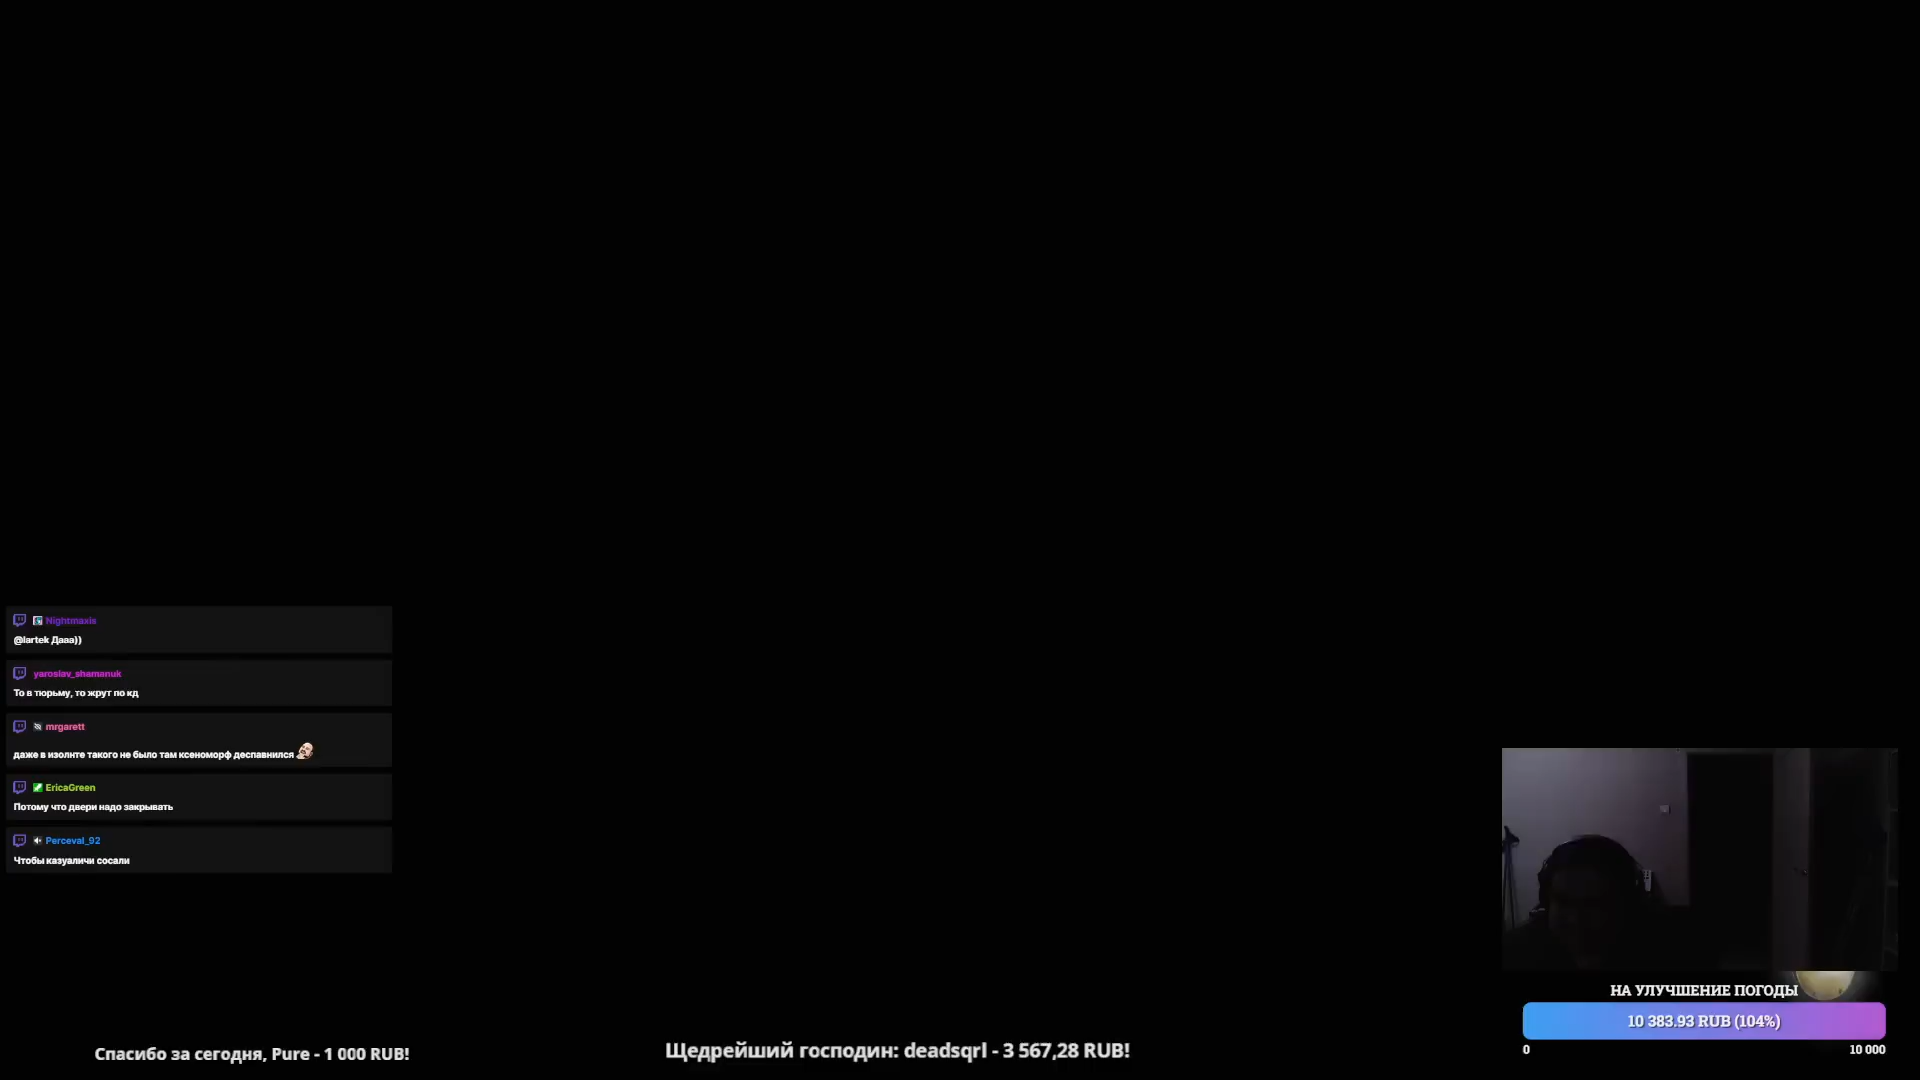 Nightmaxis
@lartek Дааа))
yaroslav_shamanuk
То в тюрьму, то жрут по кд
mrgarett
даже в изолнте такого не было там ксеноморф деспавнился
EricaGreen
Потому что двери надо закрывать
Perceval_92
Чтобы казуаличи сосали
НА УЛУЧШЕНИЕ ПОГОДЫ
10 383.93 RUB (104%)
0
10 000
Спасибо за сегодня, Pure - 1 000 RUB!
Щедрейший господин: deadsqrl - 3 567,28 RUB!